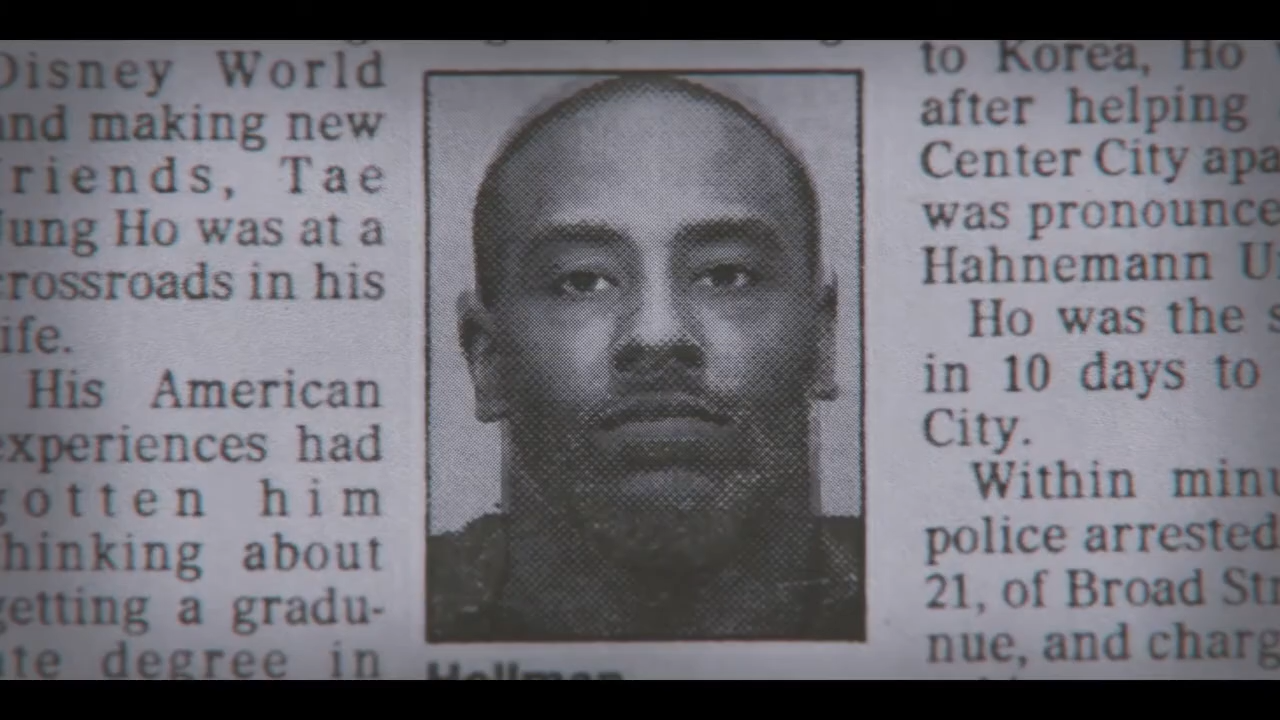 Disney World
and making new
friends, Tae
Jung Ho was at a
crossroads in his
life.
His American
experiences had
gotten him
thinking about
getting a gradu-
ate degree in
Hollman
to Korea, Ho
after helping
Center City apa
was pronounce
Hahnemann U
Ho was the s
in 10 days to
City.
Within minu
police arrested
21, of Broad Str
nue, and charg